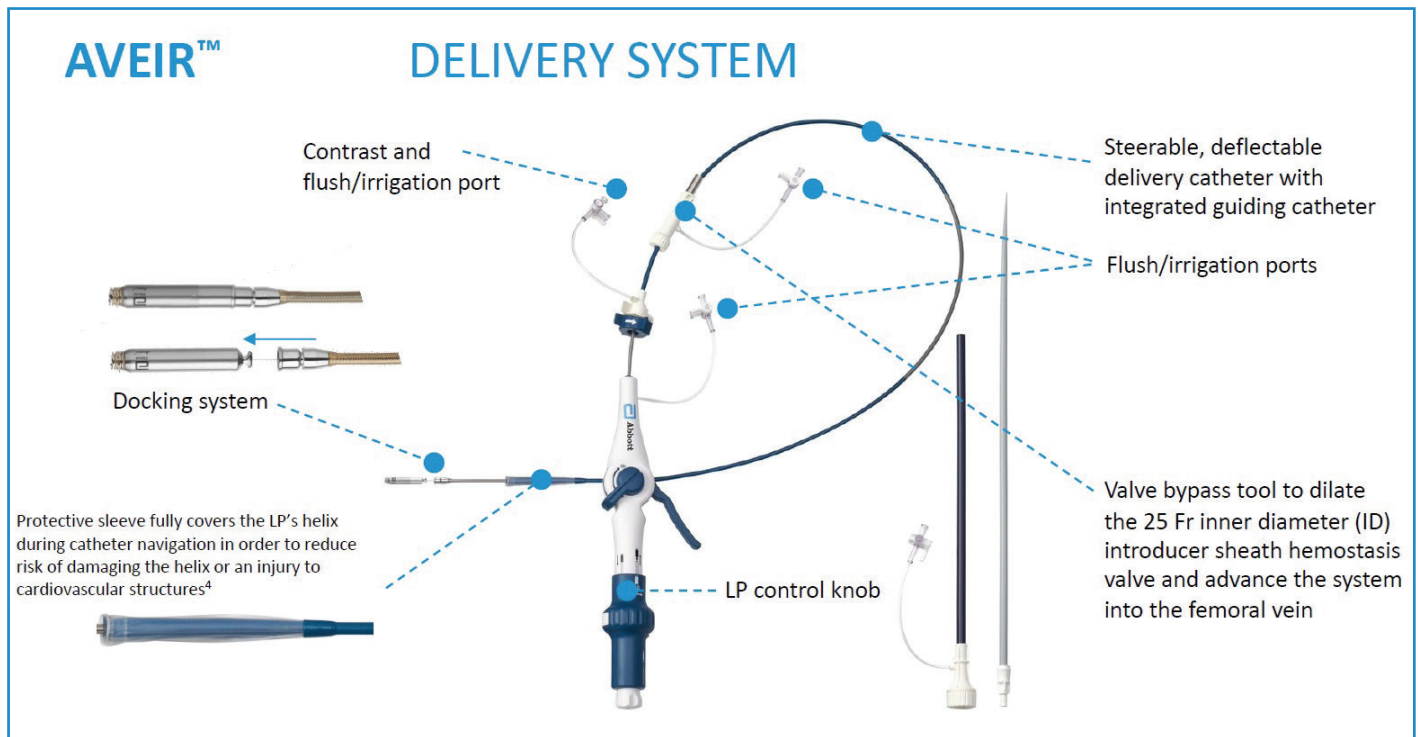 AVEIR™ DELIVERY SYSTEM
Contrast and
flush/irrigation port
Steerable, deflectable
delivery catheter with
integrated guiding catheter
Flush/irrigation ports
Docking system
Abbott
Protective sleeve fully covers the LP's helix
during catheter navigation in order to reduce
risk of damaging the helix or an injury to
cardiovascular structures⁴
LP control knob
Valve bypass tool to dilate
the 25 Fr inner diameter (ID)
introducer sheath hemostasis
valve and advance the system
into the femoral vein